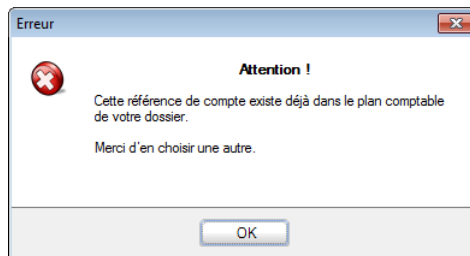 Erreur
Attention !
Cette référence de compte existe déjà dans le plan comptable
de votre dossier.
Merci d'en choisir une autre.
OK